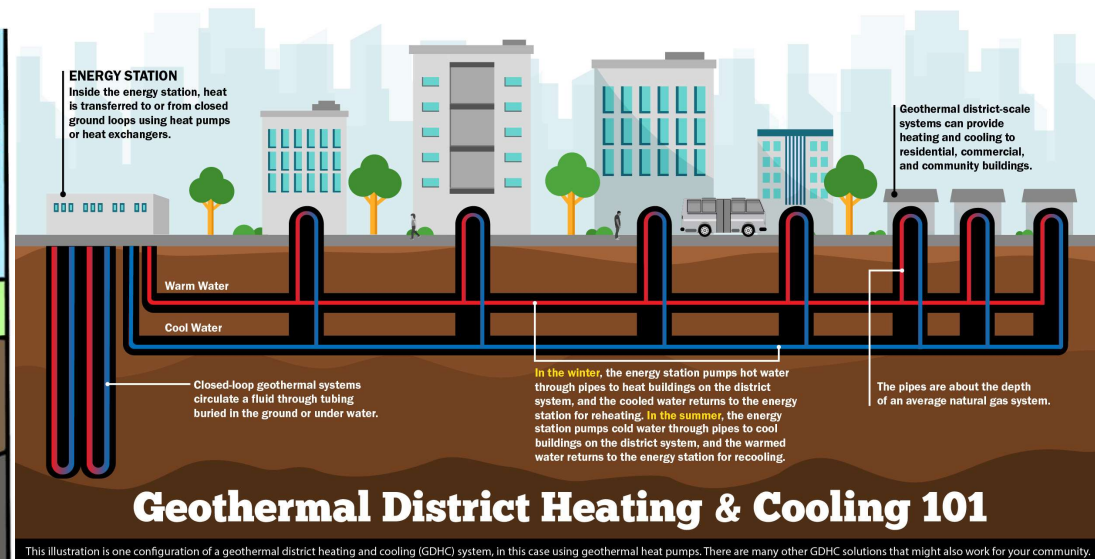 ENERGY STATION
Inside the energy station, heat
is transferred to or from closed
ground loops using heat pumps
or heat exchangers.
Geothermal district-scale
systems can provide
heating and cooling to
residential, commercial,
and community buildings.
Warm Water
Cool Water
Closed-loop geothermal systems
circulate a fluid through tubing
buried in the ground or under water.
In the winter, the energy station pumps hot water
through pipes to heat buildings on the district
system, and the cooled water returns to the energy
station for reheating. In the summer, the energy
station pumps cold water through pipes to cool
buildings on the district system, and the warmed
water returns to the energy station for recooling.
The pipes are about the depth
of an average natural gas system.
Geothermal District Heating & Cooling 101
This illustration is one configuration of a geothermal district heating and cooling (GDHC) system, in this case using geothermal heat pumps. There are many other GDHC solutions that might also work for your community.